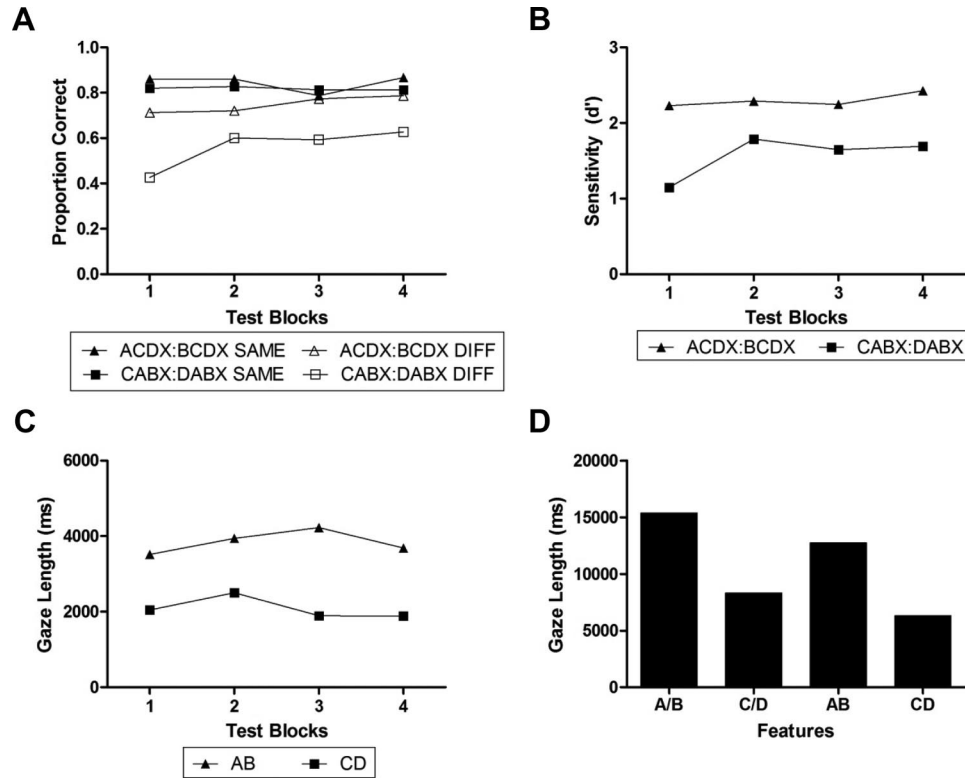 A
Proportion Correct
1.0
0.8
0.6
0.4
0.2
0.0
1 2 3 4
Test Blocks
ACDX:BCDX SAME ACDX:BCDX DIFF
CABX:DABX SAME CABX:DABX DIFF
B
Sensitivity (d')
3
2
1
0
1 2 3 4
Test Blocks
ACDX:BCDX CABX:DABX
C
Gaze Length (ms)
6000
4000
2000
0
1 2 3 4
Test Blocks
AB CD
D
Gaze Length (ms)
20000
15000
10000
5000
0
A/B C/D AB CD
Features